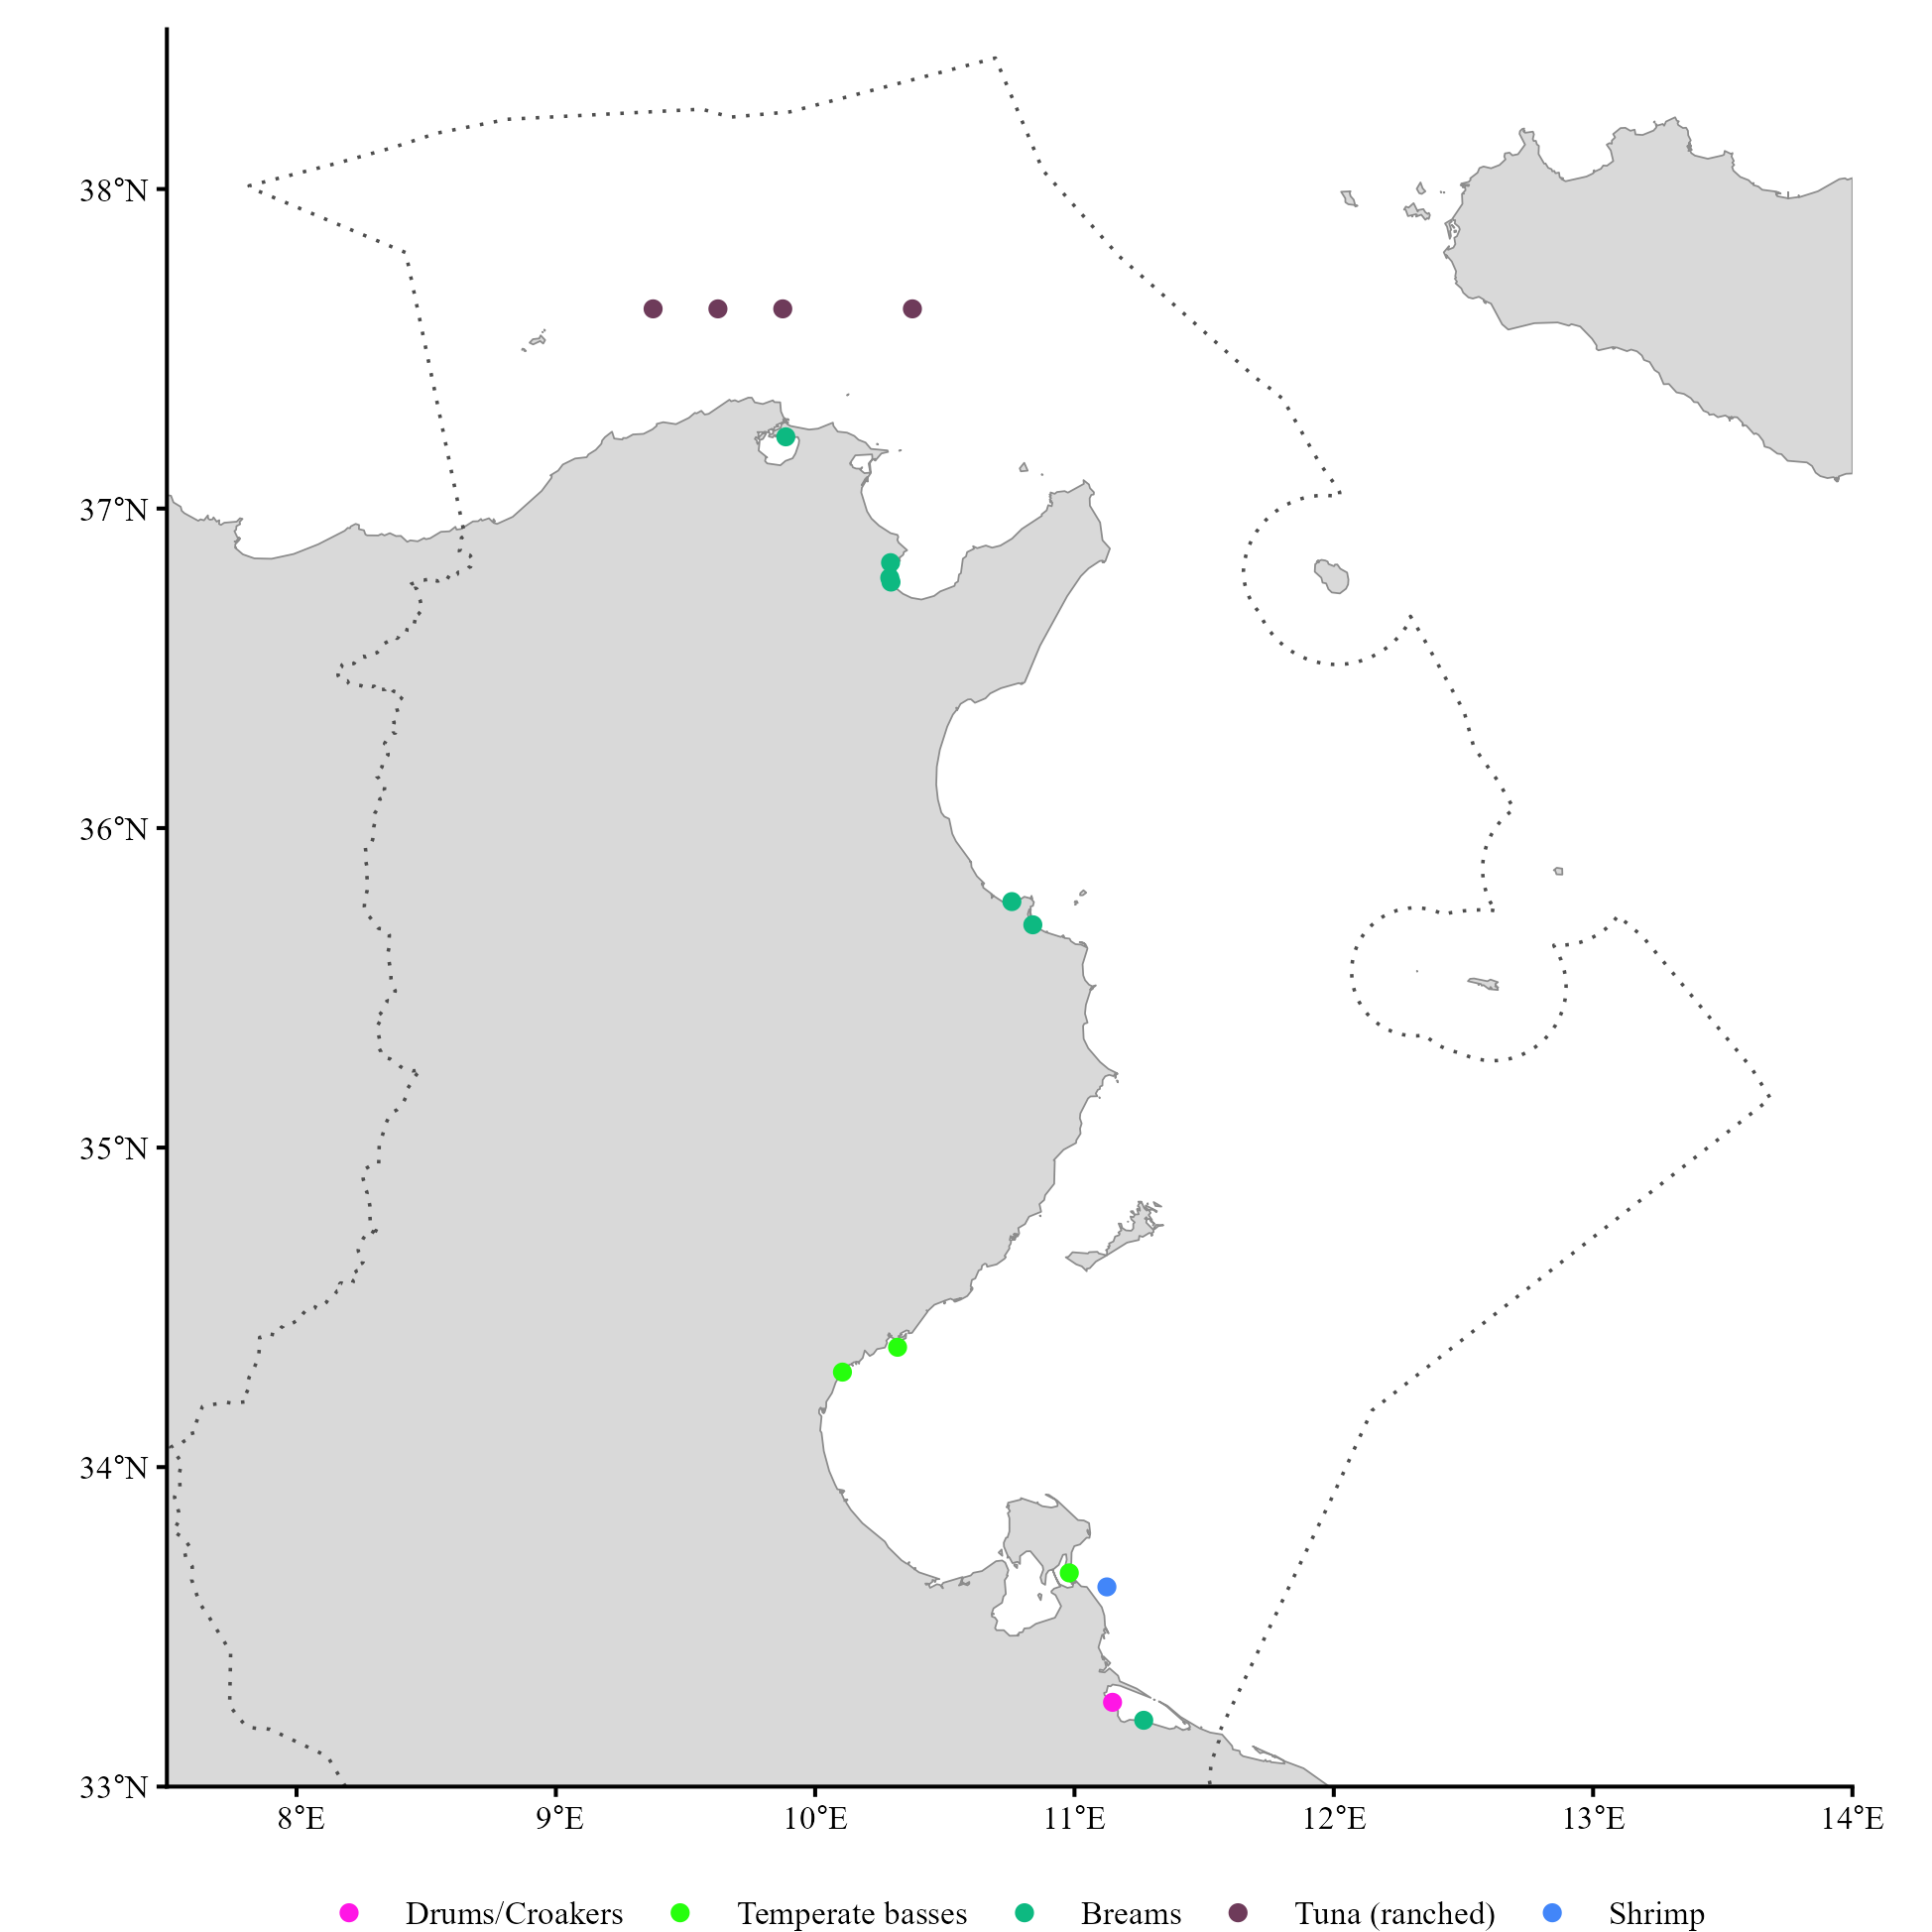 38°N
37°N
36°N
35°N
34°N
33°N
8°E 9°E 10°E 11°E 12°E 13°E 14°E
Drums/Croakers Temperate basses Breams Tuna (ranched) Shrimp